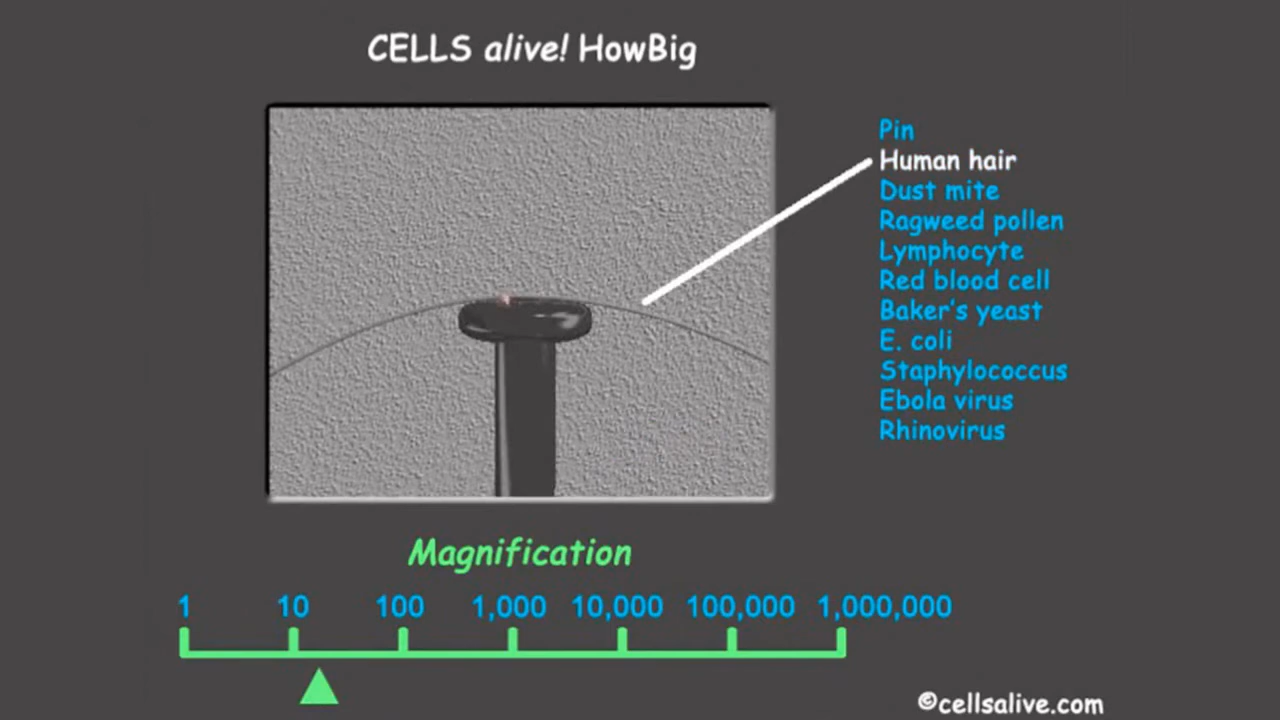 CELLS alive! HowBig
Pin
Human hair
Dust mite
Ragweed pollen
Lymphocyte
Red blood cell
Baker's yeast
E. coli
Staphylococcus
Ebola virus
Rhinovirus
Magnification
1 10 100 1,000 10,000 100,000 1,000,000
©cellsalive.com